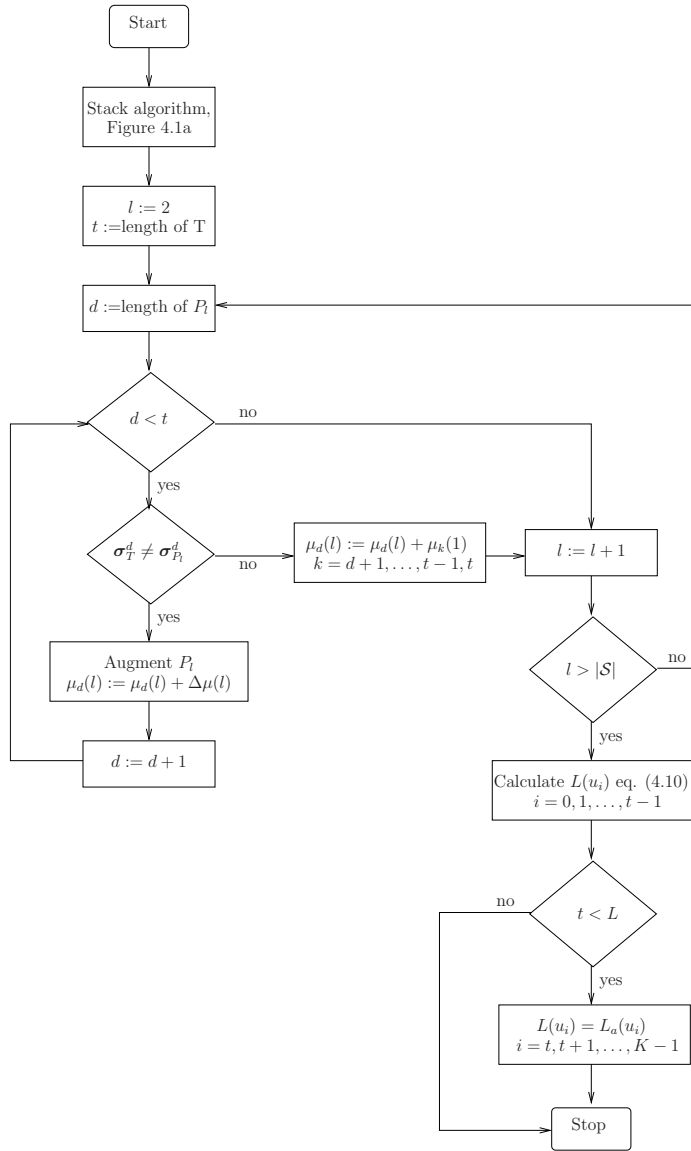 Start
Stack algorithm,
Figure 4.1a
l := 2
t :=length of T
d :=length of P_l
d < t
no
yes
σ_T^d ≠ σ_{P_l}^d
no
μ_d(l) := μ_d(l) + μ_k(1)
k = d + 1, . . . , t − 1, t
l := l + 1
yes
Augment P_l
μ_d(l) := μ_d(l) + Δμ(l)
d := d + 1
l > |𝒮|
no
yes
Calculate L(u_i) eq. (4.10)
i = 0, 1, . . . , t − 1
t < L
no
yes
L(u_i) = L_a(u_i)
i = t, t + 1, . . . , K − 1
Stop